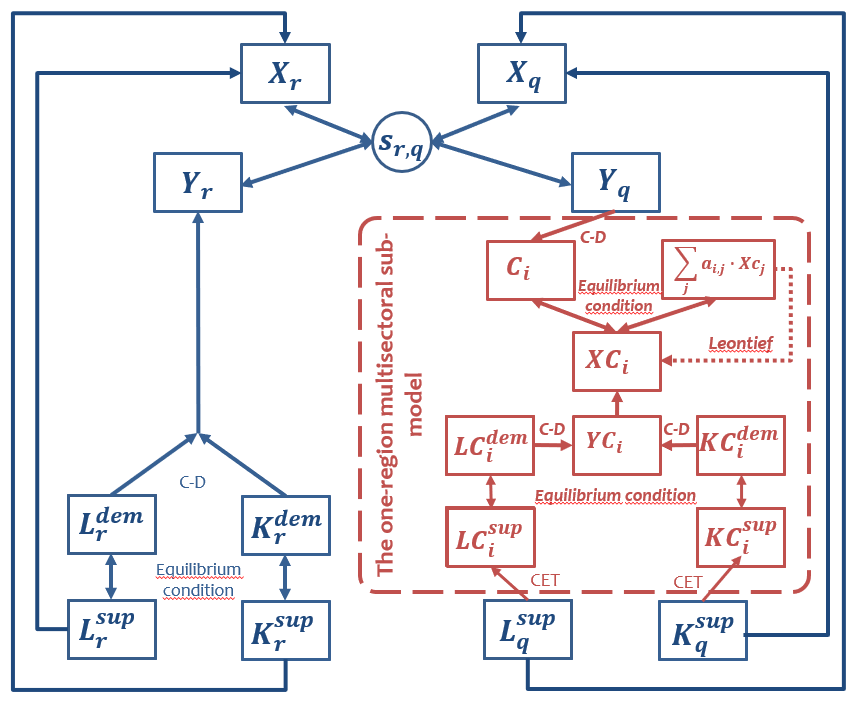 X_r
X_q
s_{r,q}
Y_r
Y_q
C-D
The one-region multisectoral sub-
model
C_i
∑_j a_{i,j} · Xc_j
Equilibrium
condition
Leontief
XC_i
LC_i^{dem}
C-D
YC_i
C-D
KC_i^{dem}
Equilibrium condition
LC_i^{sup}
KC_i^{sup}
CET
CET
C-D
L_r^{dem}
K_r^{dem}
Equilibrium
condition
L_r^{sup}
K_r^{sup}
L_q^{sup}
K_q^{sup}